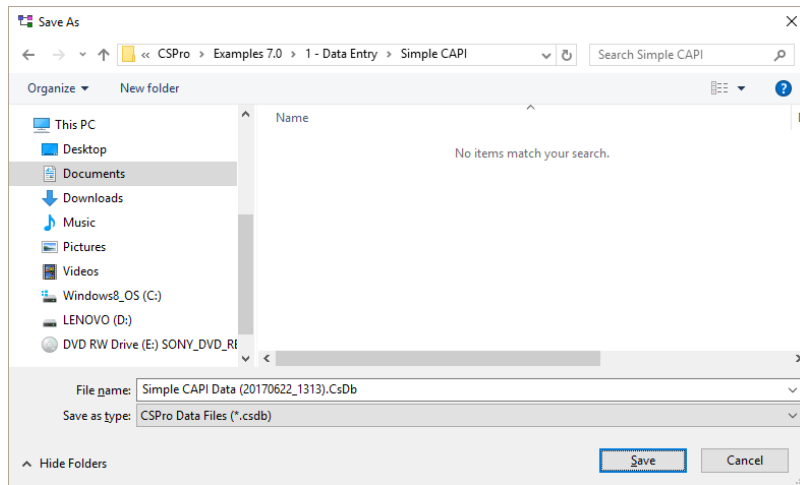 Save As
« CSPro > Examples 7.0 > 1 - Data Entry > Simple CAPI
Search Simple CAPI
Organize
New folder
This PC
Desktop
Documents
Downloads
Music
Pictures
Videos
Windows8_OS (C:)
LENOVO (D:)
DVD RW Drive (E:) SONY_DVD_RE
Name
No items match your search.
File name: Simple CAPI Data (20170622_1313).CsDb
Save as type: CSPro Data Files (*.csdb)
Hide Folders
Save
Cancel